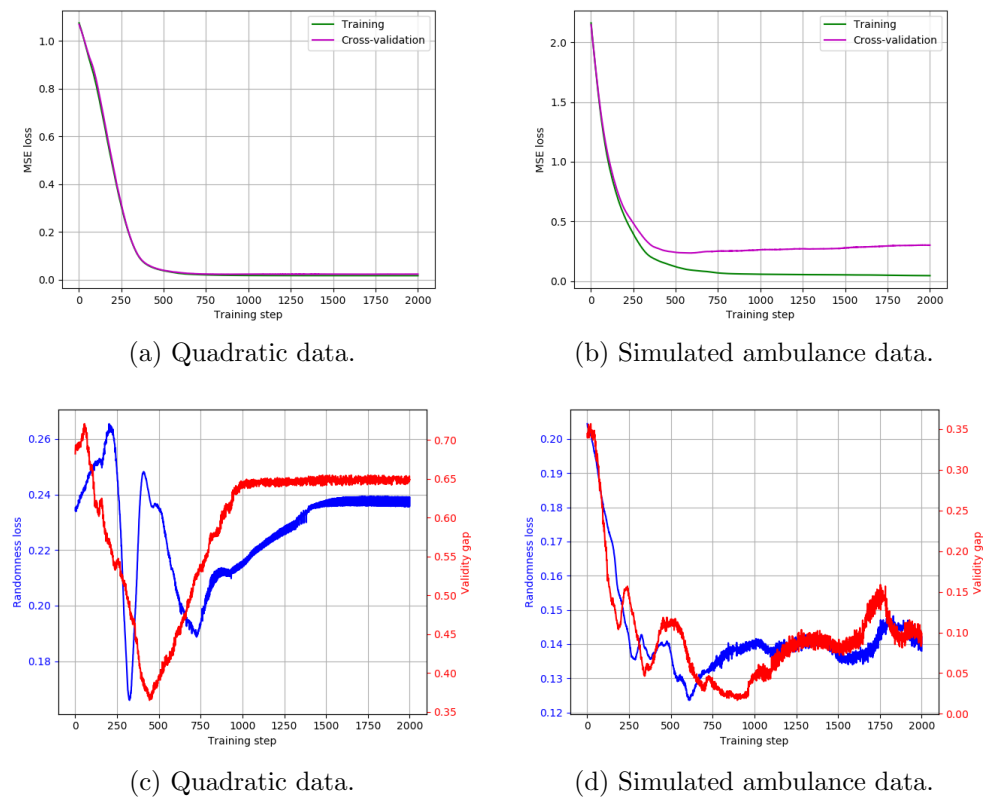 Training
Cross-validation
1.0
0.8
0.6
0.4
0.2
0.0
MSE loss
0 250 500 750 1000 1250 1500 1750 2000
Training step
(a) Quadratic data.
Training
Cross-validation
2.0
1.5
1.0
0.5
0.0
MSE loss
0 250 500 750 1000 1250 1500 1750 2000
Training step
(b) Simulated ambulance data.
0.26
0.24
0.22
0.20
0.18
Randomness loss
0.70
0.65
0.60
0.55
0.50
0.45
0.40
0.35
Validity gap
0 250 500 750 1000 1250 1500 1750 2000
Training step
(c) Quadratic data.
0.20
0.19
0.18
0.17
0.16
0.15
0.14
0.13
0.12
Randomness loss
0.35
0.30
0.25
0.20
0.15
0.10
0.05
0.00
Validity gap
0 250 500 750 1000 1250 1500 1750 2000
Training step
(d) Simulated ambulance data.